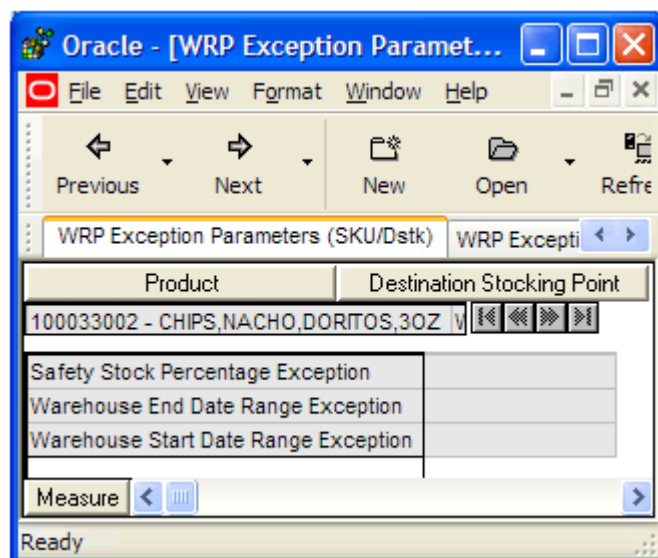 Oracle - [WRP Exception Paramet...
File Edit View Format Window Help
Previous Next New Open
WRP Exception Parameters (SKU/Dstk) WRP
Product Destination Stocking Point
100033002 - CHIPS,NACHO,DORITOS,3OZ
Safety Stock Percentage Exception
Warehouse End Date Range Exception
Warehouse Start Date Range Exception
Measure
Ready